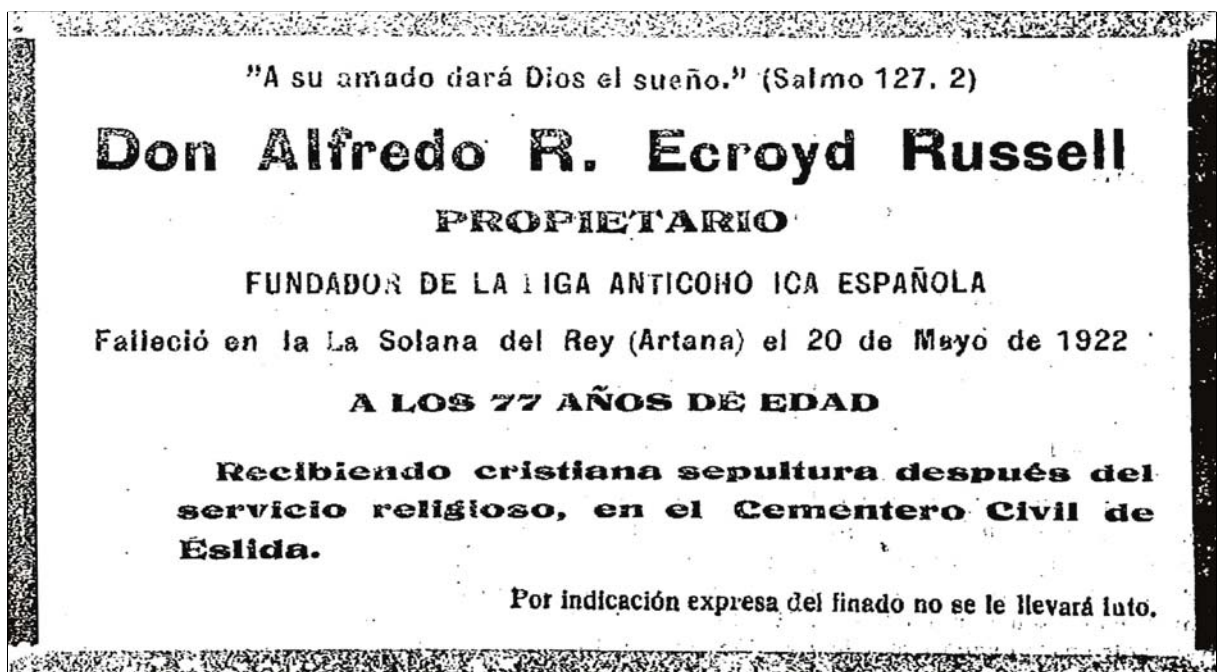 "A su amado dará Dios el sueño." (Salmo 127, 2)
Don Alfredo R. Ecroyd Russell
PROPIETARIO
FUNDADOR DE LA LIGA ANTICOHO ICA ESPAÑOLA
Falleció en la La Solana del Rey (Artana) el 20 de Mayo de 1922
A LOS 77 AÑOS DE EDAD
Recibiendo cristiana sepultura después del
servicio religioso, en el Cementero Civil de
Eslida.
Por indicación expresa del finado no se le llevará luto.